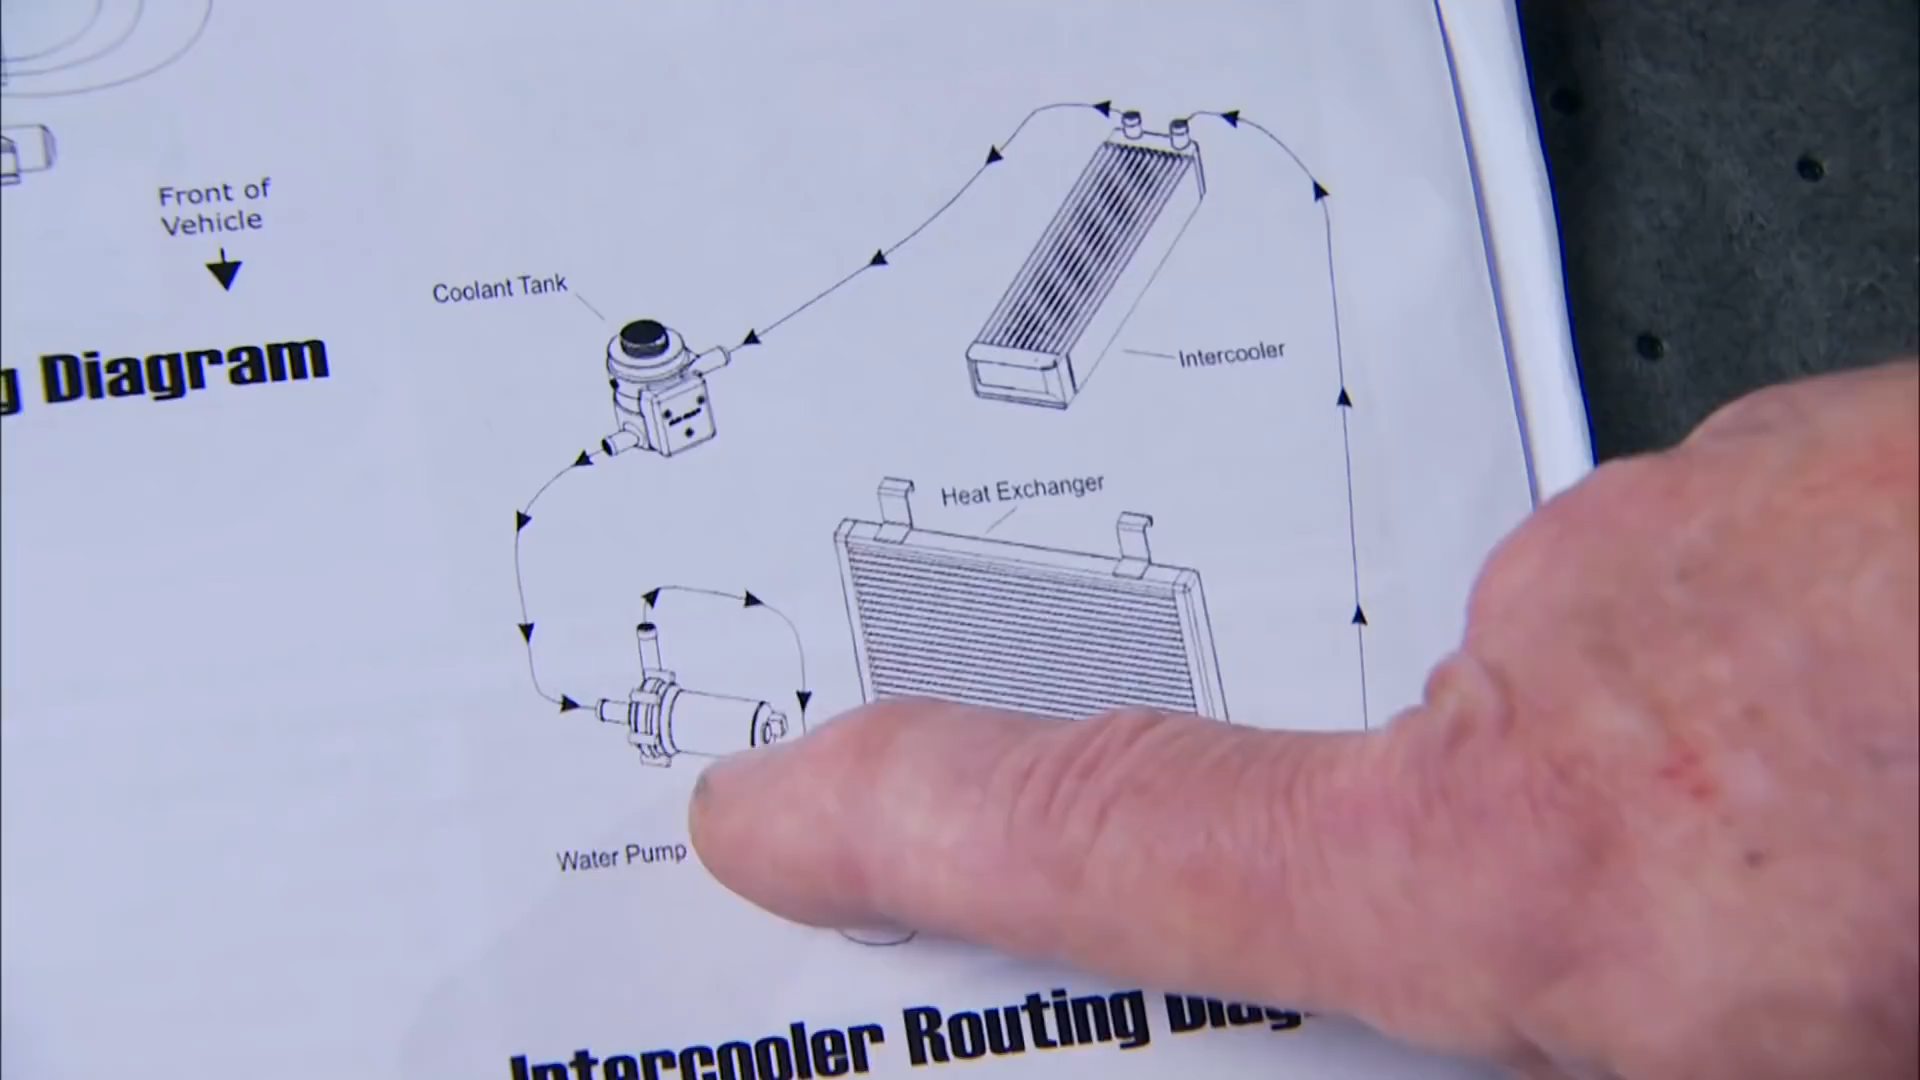 Front of
Vehicle
Diagram
Coolant Tank
Intercooler
Heat Exchanger
Water Pump
Intercooler Routing